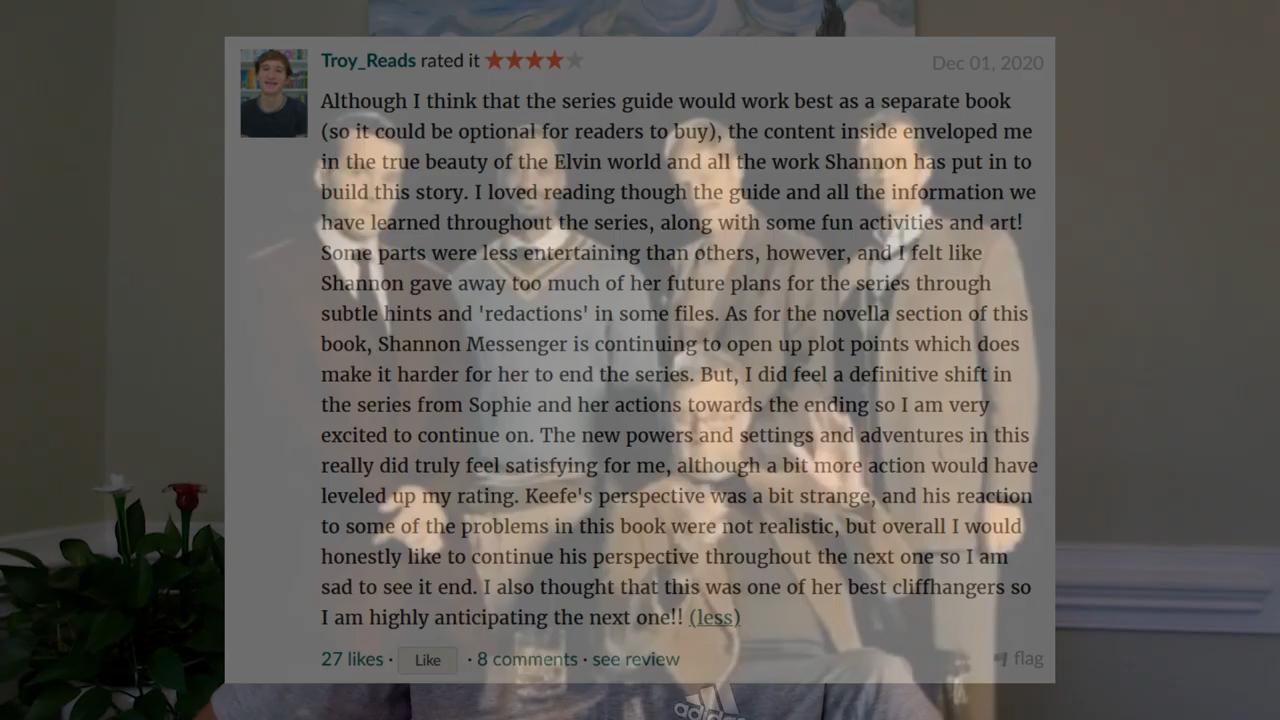 Troy_Reads rated it
Dec 01, 2020
Although I think that the series guide would work best as a separate book
(so it could be optional for readers to buy), the content inside enveloped me
in the true beauty of the Elvin world and all the work Shannon has put in to
build this story. I loved reading though the guide and all the information we
have learned throughout the series, along with some fun activities and art!
Some parts were less entertaining than others, however, and I felt like
Shannon gave away too much of her future plans for the series through
subtle hints and 'redactions' in some files. As for the novella section of this
book, Shannon Messenger is continuing to open up plot points which does
make it harder for her to end the series. But, I did feel a definitive shift in
the series from Sophie and her actions towards the ending so I am very
excited to continue on. The new powers and settings and adventures in this
really did truly feel satisfying for me, although a bit more action would have
leveled up my rating. Keefe's perspective was a bit strange, and his reaction
to some of the problems in this book were not realistic, but overall I would
honestly like to continue his perspective throughout the next one so I am
sad to see it end. I also thought that this was one of her best cliffhangers so
I am highly anticipating the next one!! (less)
27 likes · Like · 8 comments · see review
flag
adidas